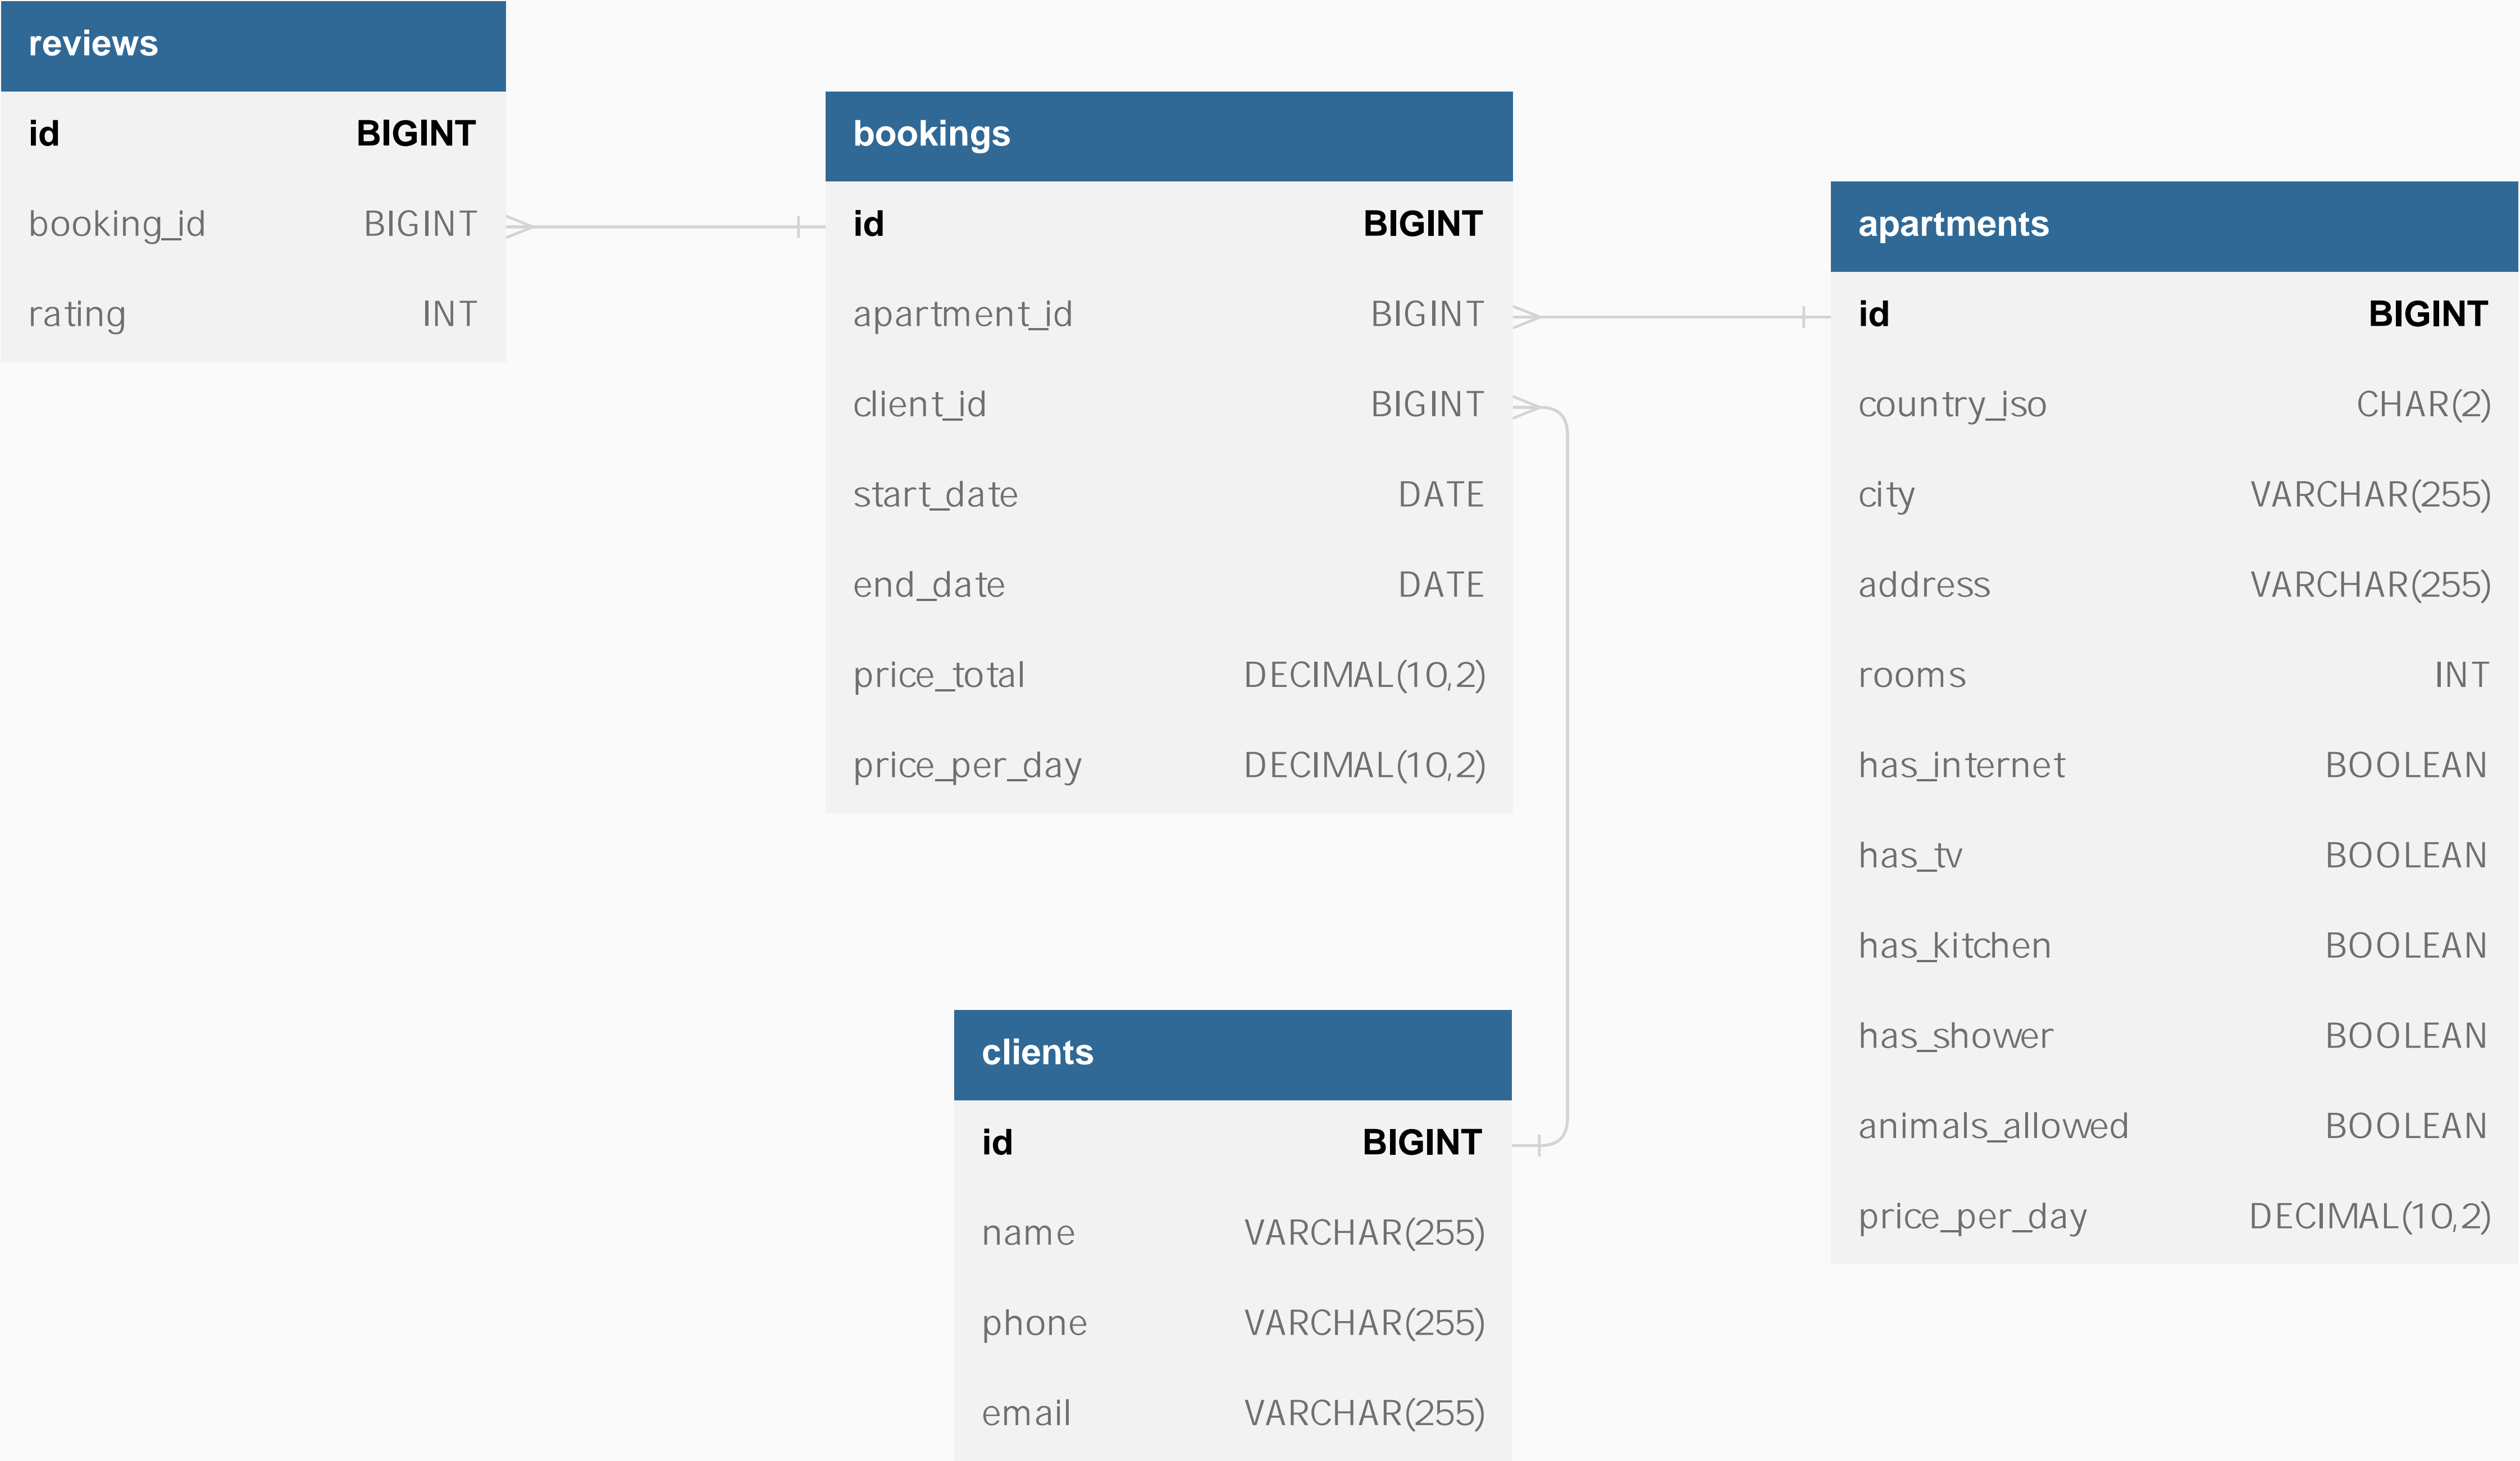 reviews
id BIGINT
booking_id BIGINT
rating INT
bookings
id BIGINT
apartment_id BIGINT
client_id BIGINT
start_date DATE
end_date DATE
price_total DECIMAL(10,2)
price_per_day DECIMAL(10,2)
apartments
id BIGINT
country_iso CHAR(2)
city VARCHAR(255)
address VARCHAR(255)
rooms INT
has_internet BOOLEAN
has_tv BOOLEAN
has_kitchen BOOLEAN
has_shower BOOLEAN
animals_allowed BOOLEAN
price_per_day DECIMAL(10,2)
clients
id BIGINT
name VARCHAR(255)
phone VARCHAR(255)
email VARCHAR(255)